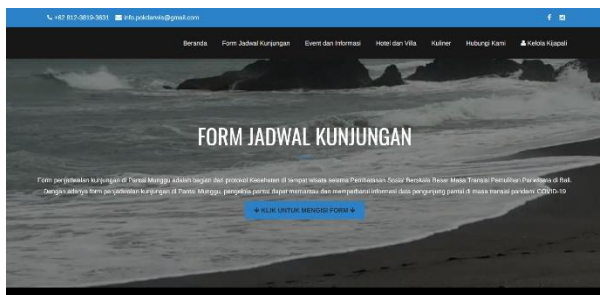 +62 812-3819-3631 info.pokdarwis@gmail.com
Beranda Form Jadwal Kunjungan Event dan Informasi Hotel dan Villa Kuliner Hubungi Kami Kelola Kijapali
FORM JADWAL KUNJUNGAN
Form penjadwalan kunjungan di Pantai Munggu adalah bagian dari protokol Kesehatan di tempat wisata selama Pembatasan Sosial Berskala Besar Masa Transisi Pemulihan Pariwisata di Bali.
Dengan adanya form penjadwalan kunjungan di Pantai Munggu, pengelola pantai dapat memantau dan memperbarui informasi data pengunjung pantai di masa transisi pandemi COVID-19
KLIK UNTUK MENGISI FORM